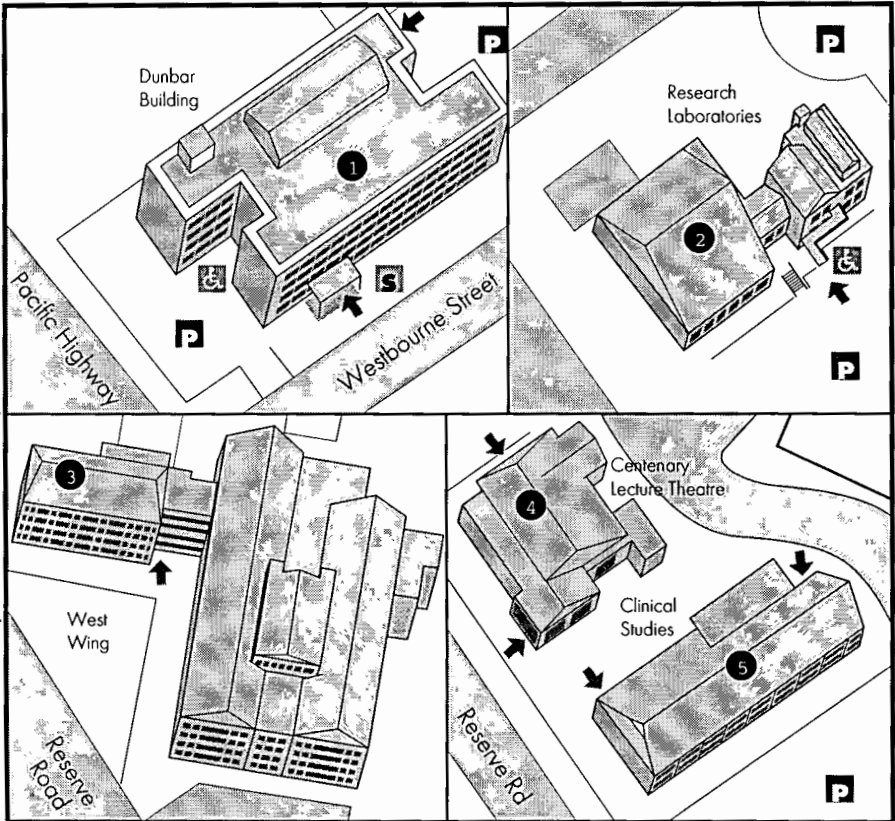 P
Dunbar
Building
1
S
P
Pacific Highway
Westbourne Street
P
Research
Laboratories
2
P
3
West
Wing
Reserve
Road
4
Centenary
Lecture Theatre
Clinical
Studies
5
Reserve Rd
P